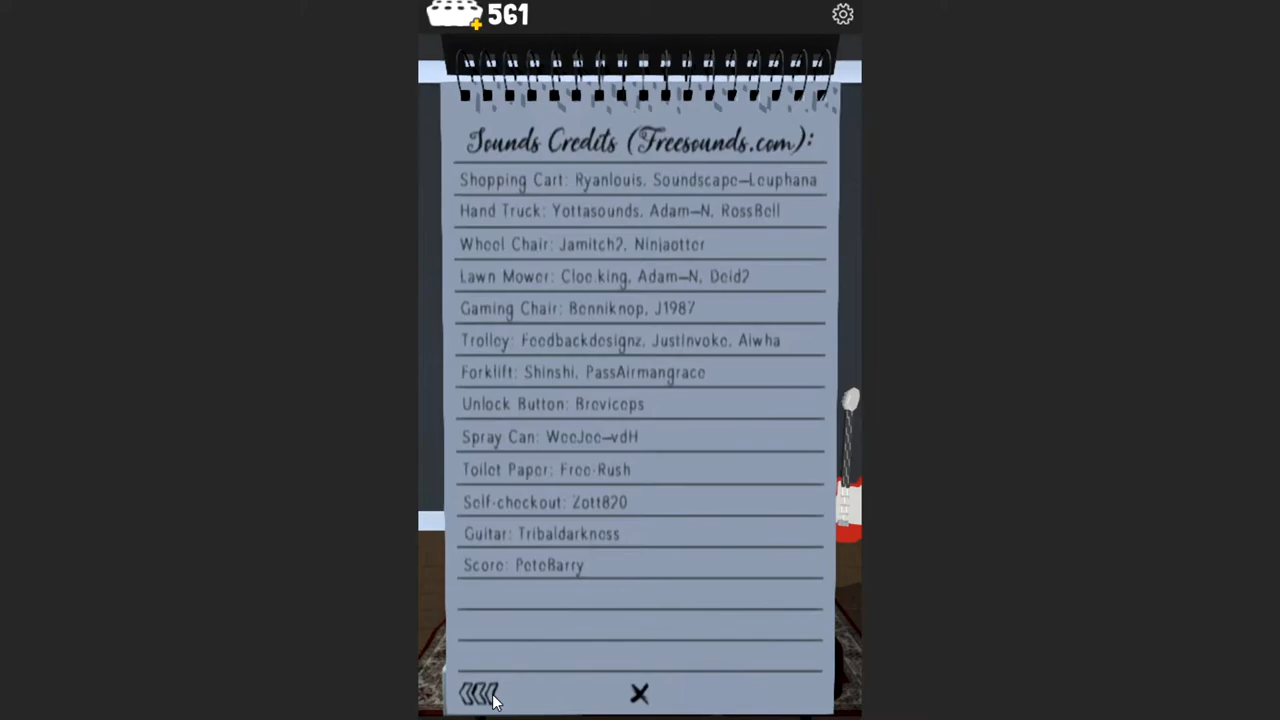 561
Sounds Credits (Freesounds.com):
Shopping Cart: Ryanlouis, Soundscape-Leuphana
Hand Truck: Yottasounds, Adam-N, RossBell
Wheel Chair: Jamitch2, Ninjaotter
Lawn Mower: Cloe.king, Adam-N, Deid2
Gaming Chair: Benniknop, J1987
Trolley: Feedbackdesignz, JustInvoke, Aiwha
Forklift: Shinshi, PassAirmangrace
Unlock Button: Breviceps
Spray Can: WeeJee-vdH
Toilet Paper: Free-Rush
Self-checkout: Zott820
Guitar: Tribaldarkness
Score: PeteBarry